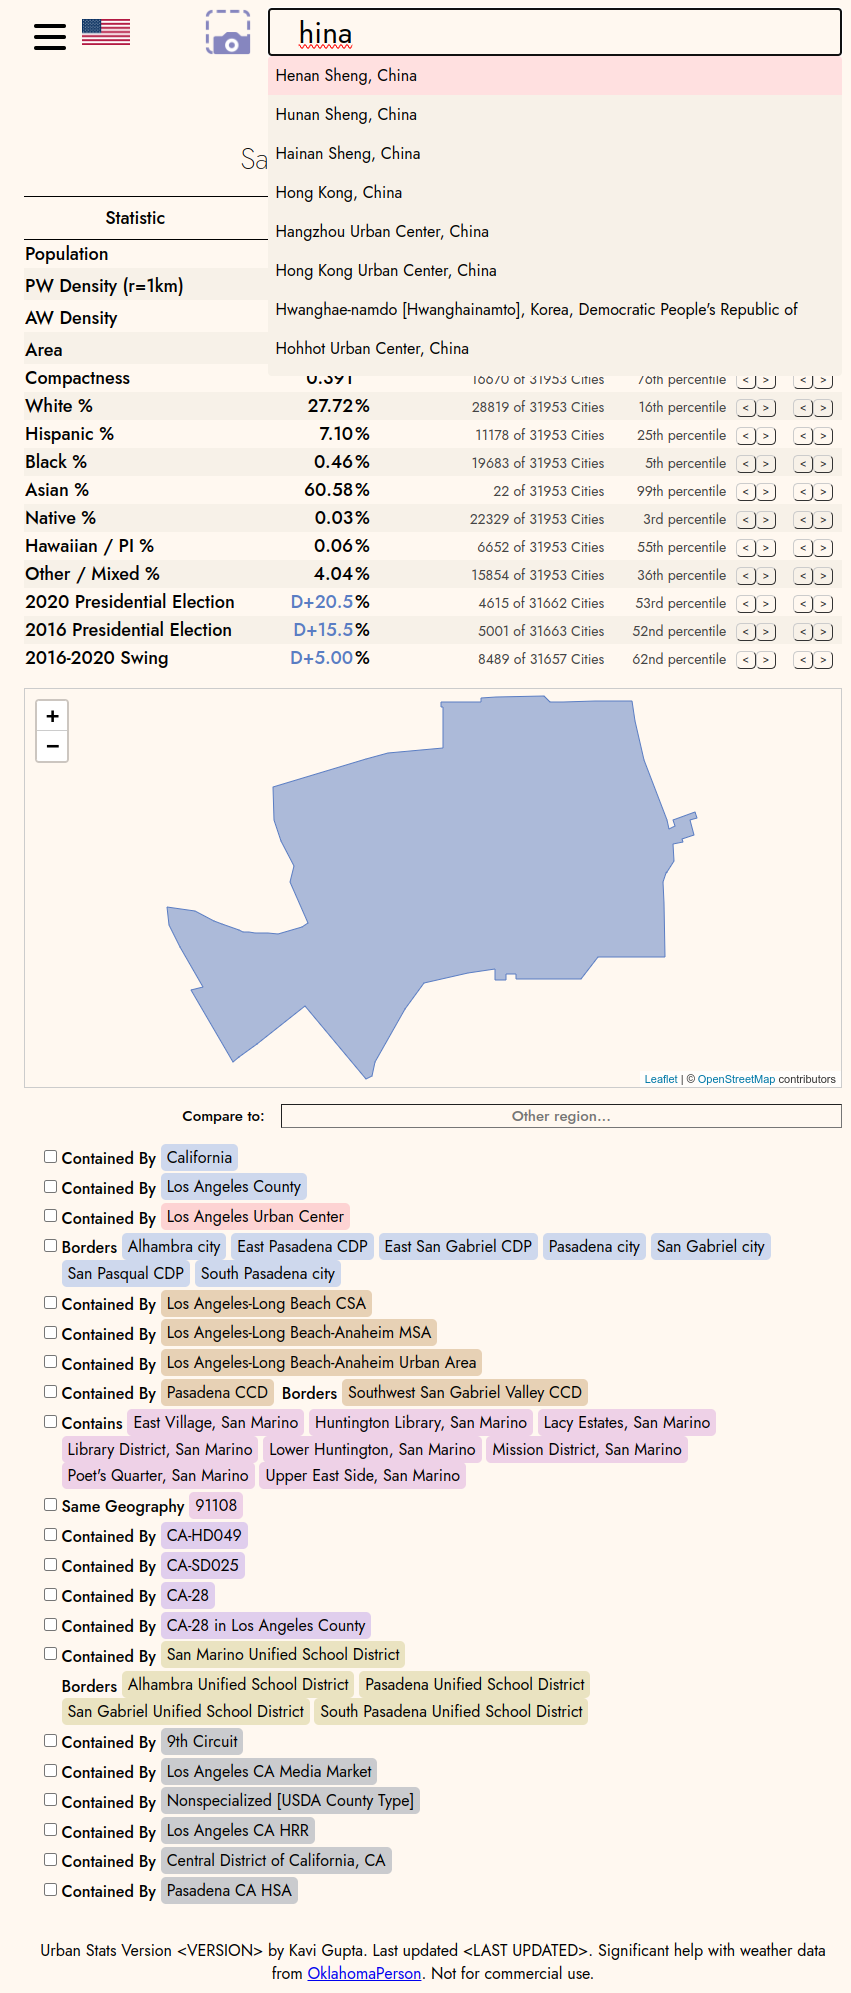 hina
Henan Sheng, China
Hunan Sheng, China
Hainan Sheng, China
Hong Kong, China
Hangzhou Urban Center, China
Hong Kong Urban Center, China
Hwanghae-namdo [Hwanghainamto], Korea, Democratic People's Republic of
Hohhot Urban Center, China
Sa
Statistic
Population
PW Density (r=1km)
AW Density
Area
Compactness 0.391 16670 of 31953 Cities 76th percentile < > < >
White % 27.72% 28819 of 31953 Cities 16th percentile < > < >
Hispanic % 7.10% 11178 of 31953 Cities 25th percentile < > < >
Black % 0.46% 19683 of 31953 Cities 5th percentile < > < >
Asian % 60.58% 22 of 31953 Cities 99th percentile < > < >
Native % 0.03% 22329 of 31953 Cities 3rd percentile < > < >
Hawaiian / PI % 0.06% 6652 of 31953 Cities 55th percentile < > < >
Other / Mixed % 4.04% 15854 of 31953 Cities 36th percentile < > < >
2020 Presidential Election D+20.5% 4615 of 31662 Cities 53rd percentile < > < >
2016 Presidential Election D+15.5% 5001 of 31663 Cities 52nd percentile < > < >
2016-2020 Swing D+5.00% 8489 of 31657 Cities 62nd percentile < > < >
+
−
Leaflet | © OpenStreetMap contributors
Compare to: Other region...
Contained By California
Contained By Los Angeles County
Contained By Los Angeles Urban Center
Borders Alhambra city East Pasadena CDP East San Gabriel CDP Pasadena city San Gabriel city
San Pasqual CDP South Pasadena city
Contained By Los Angeles-Long Beach CSA
Contained By Los Angeles-Long Beach-Anaheim MSA
Contained By Los Angeles-Long Beach-Anaheim Urban Area
Contained By Pasadena CCD Borders Southwest San Gabriel Valley CCD
Contains East Village, San Marino Huntington Library, San Marino Lacy Estates, San Marino
Library District, San Marino Lower Huntington, San Marino Mission District, San Marino
Poet's Quarter, San Marino Upper East Side, San Marino
Same Geography 91108
Contained By CA-HD049
Contained By CA-SD025
Contained By CA-28
Contained By CA-28 in Los Angeles County
Contained By San Marino Unified School District
Borders Alhambra Unified School District Pasadena Unified School District
San Gabriel Unified School District South Pasadena Unified School District
Contained By 9th Circuit
Contained By Los Angeles CA Media Market
Contained By Nonspecialized [USDA County Type]
Contained By Los Angeles CA HRR
Contained By Central District of California, CA
Contained By Pasadena CA HSA
Urban Stats Version <VERSION> by Kavi Gupta. Last updated <LAST UPDATED>. Significant help with weather data
from OklahomaPerson. Not for commercial use.